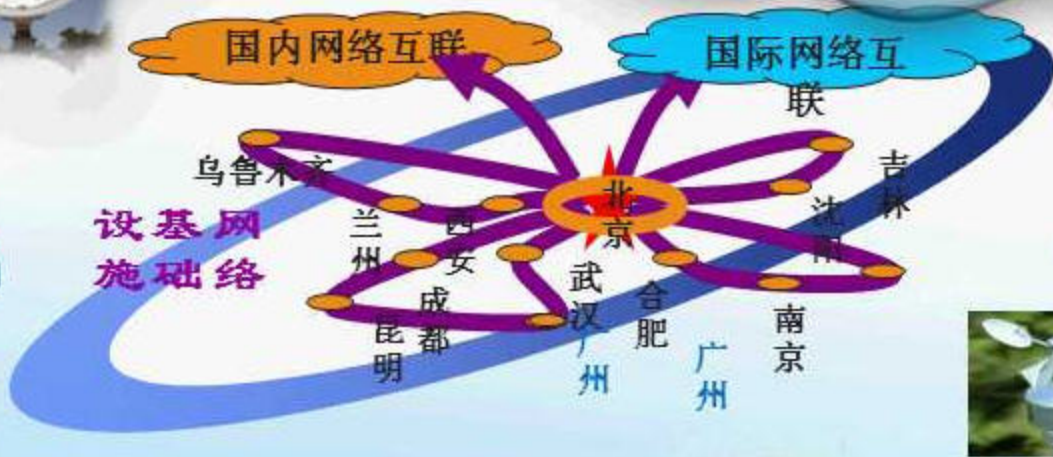 国内网络互联
国际网络互
联
乌鲁木齐
北京
吉林
沈阳
兰州
西安
设基网
施础络
成都
昆明
武汉
广州
合肥
广州
南京